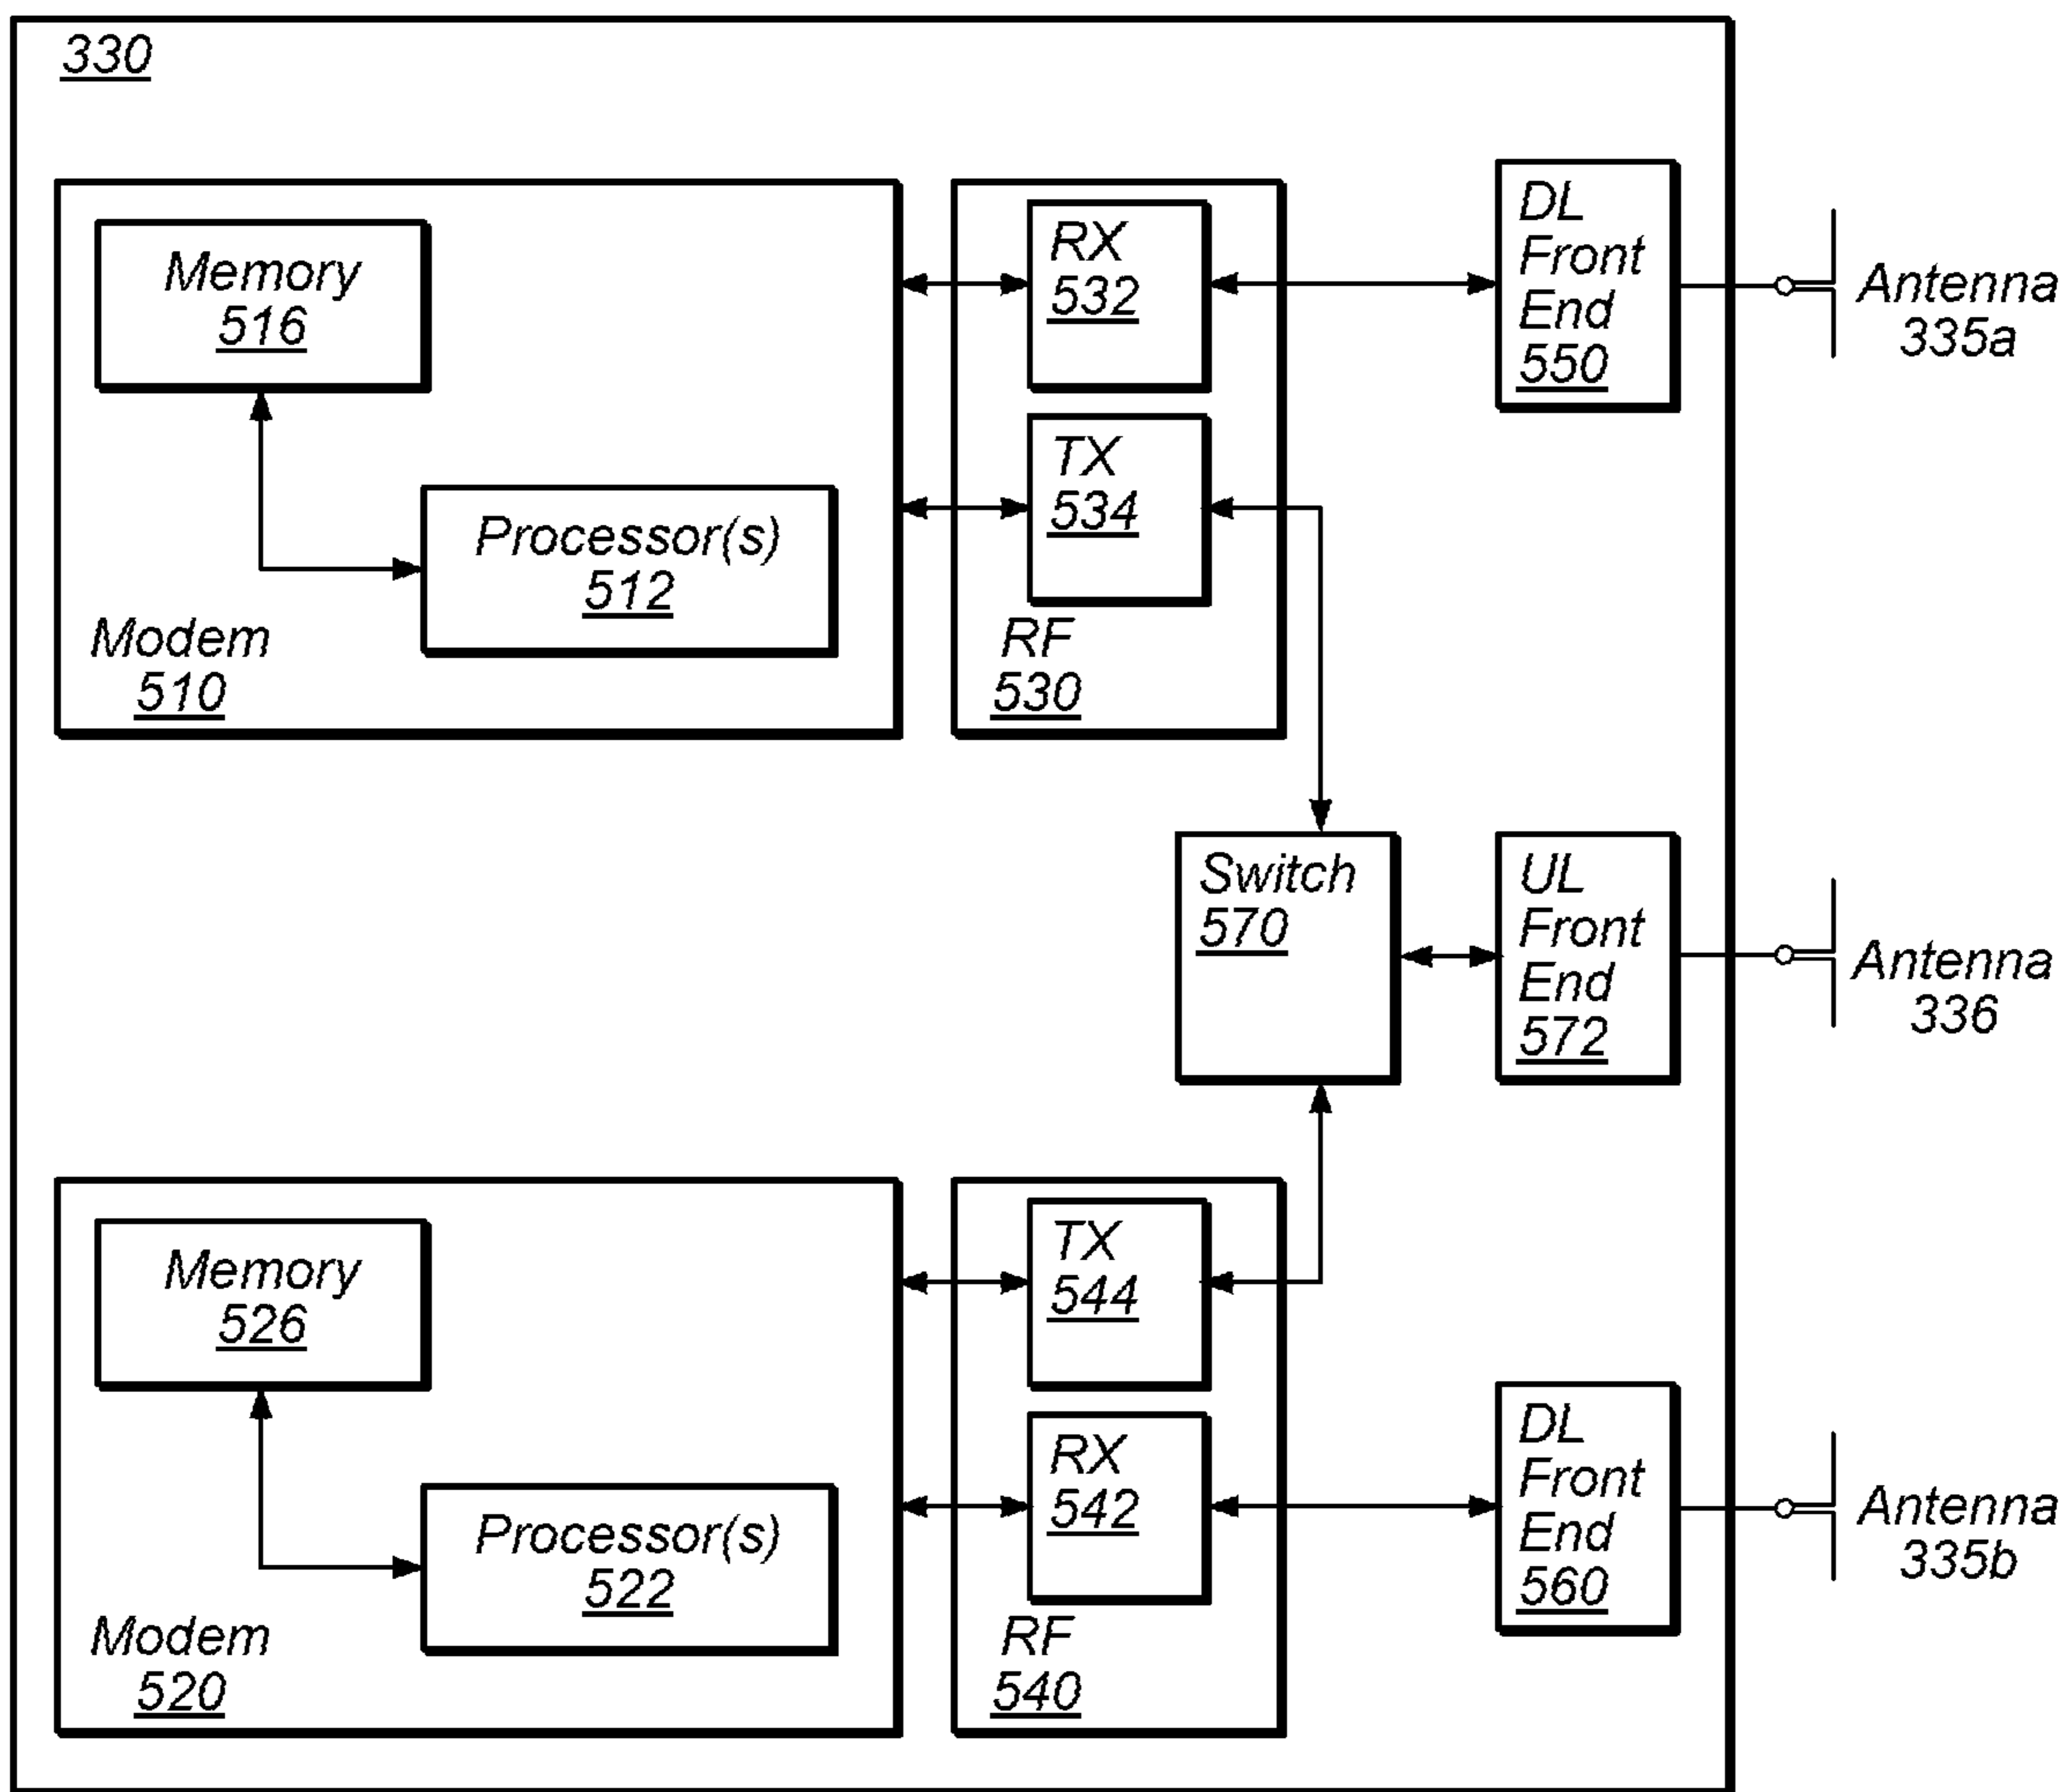 330
Memory
516
Processor(s)
512
Modem
510
RX
532
TX
534
RF
530
DL
Front
End
550
Antenna
335a
Switch
570
UL
Front
End
572
Antenna
336
Memory
526
Processor(s)
522
Modem
520
TX
544
RX
542
RF
540
DL
Front
End
560
Antenna
335b